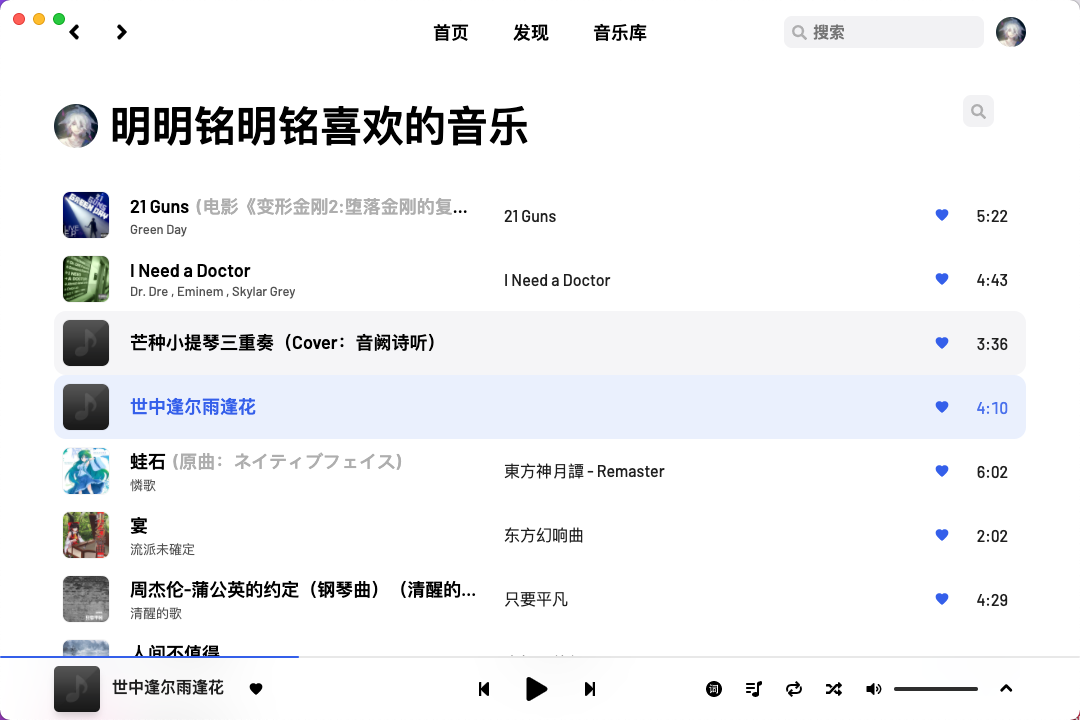 首页 发现 音乐库 搜索
明明铭明铭喜欢的音乐
21 Guns (电影《变形金刚2:堕落金刚的复...
Green Day
21 Guns
5:22
I Need a Doctor
Dr. Dre , Eminem , Skylar Grey
I Need a Doctor
4:43
芒种小提琴三重奏（Cover：音阙诗听）
3:36
世中逢尔雨逢花
4:10
蛙石 (原曲：ネイティブフェイス)
憐歌
東方神月譚 - Remaster
6:02
宴
流派未確定
东方幻响曲
2:02
周杰伦-蒲公英的约定（钢琴曲）（清醒的...
清醒的歌
只要平凡
4:29
人间不值得
世中逢尔雨逢花
词